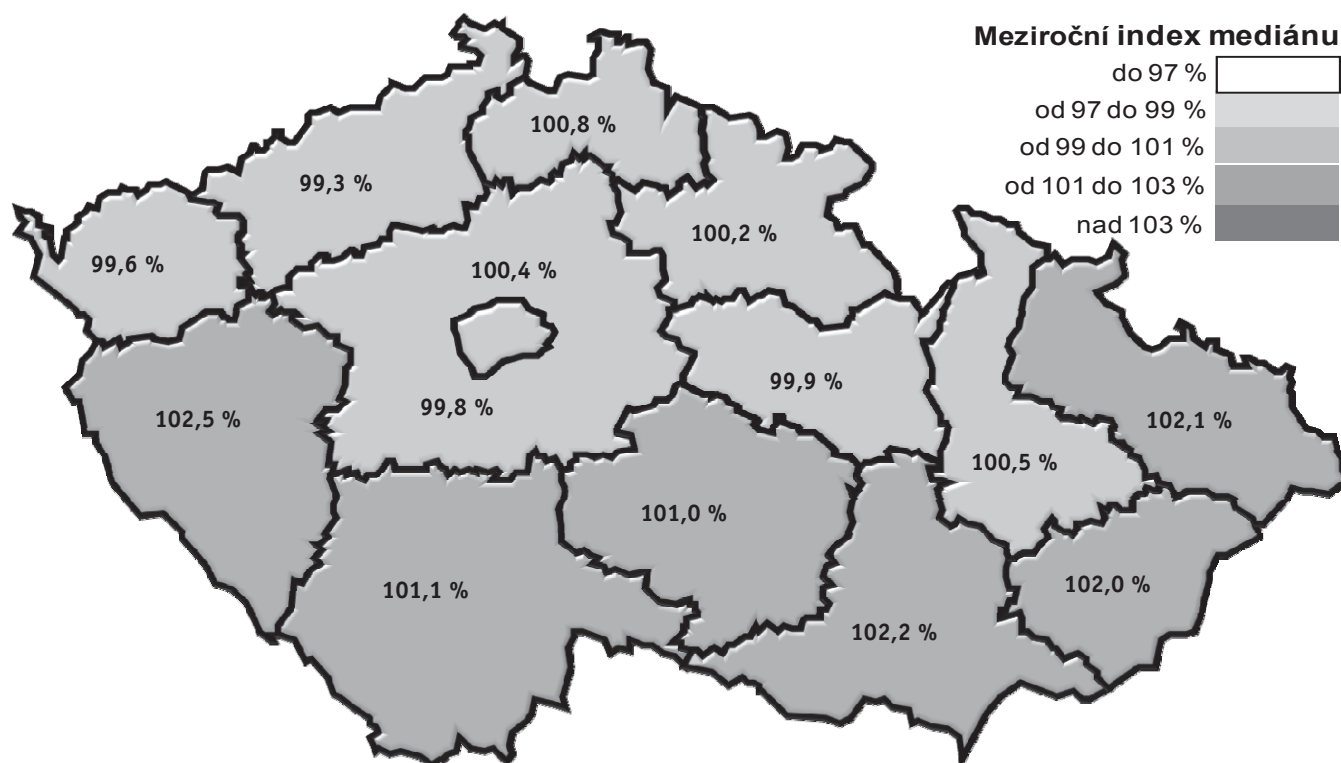 Meziroční index mediánu
do 97 %
od 97 do 99 %
od 99 do 101 %
od 101 do 103 %
nad 103 %
100,8 %
99,3 %
100,2 %
99,6 %
100,4 %
99,9 %
99,8 %
102,5 %
102,1 %
100,5 %
101,0 %
102,0 %
101,1 %
102,2 %